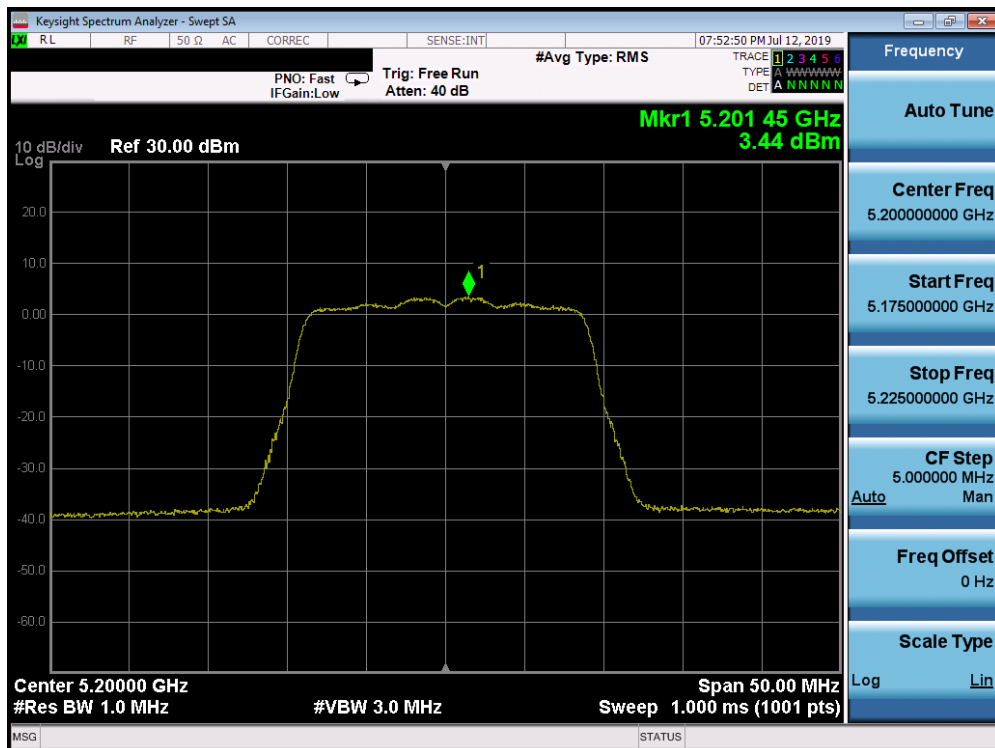 Keysight Spectrum Analyzer - Swept SA
LXI RL RF 50 Ω AC CORREC SENSE:INT 07:52:50 PM Jul 12, 2019
#Avg Type: RMS TRACE 1 2 3 4 5 6
PNO: Fast Trig: Free Run TYPE A WWWWW
IFGain:Low Atten: 40 dB DET A N N N N N
Mkr1 5.201 45 GHz
3.44 dBm
10 dB/div Ref 30.00 dBm
Log
20.0
10.0
1
0.00
-10.0
-20.0
-30.0
-40.0
-50.0
-60.0
Center 5.20000 GHz Span 50.00 MHz
#Res BW 1.0 MHz #VBW 3.0 MHz Sweep 1.000 ms (1001 pts)
MSG STATUS
Frequency
Auto Tune
Center Freq
5.200000000 GHz
Start Freq
5.175000000 GHz
Stop Freq
5.225000000 GHz
CF Step
5.000000 MHz
Auto Man
Freq Offset
0 Hz
Scale Type
Log Lin